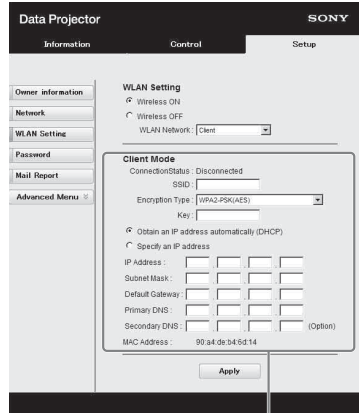 Data Projector
SONY
Information
Control
Setup
Owner information
Network
WLAN Setting
Password
Mail Report
Advanced Menu
WLAN Setting
Wireless ON
Wireless OFF
WLAN Network : Client
Client Mode
ConnectionStatus : Disconnected
SSID :
Encryption Type : WPA2-PSK(AES)
Key :
Obtain an IP address automatically (DHCP)
Specify an IP address
IP Address :
Subnet Mask :
Default Gateway :
Primary DNS :
Secondary DNS : (Option)
MAC Address : 90:a4:de:b4:6d:14
Apply